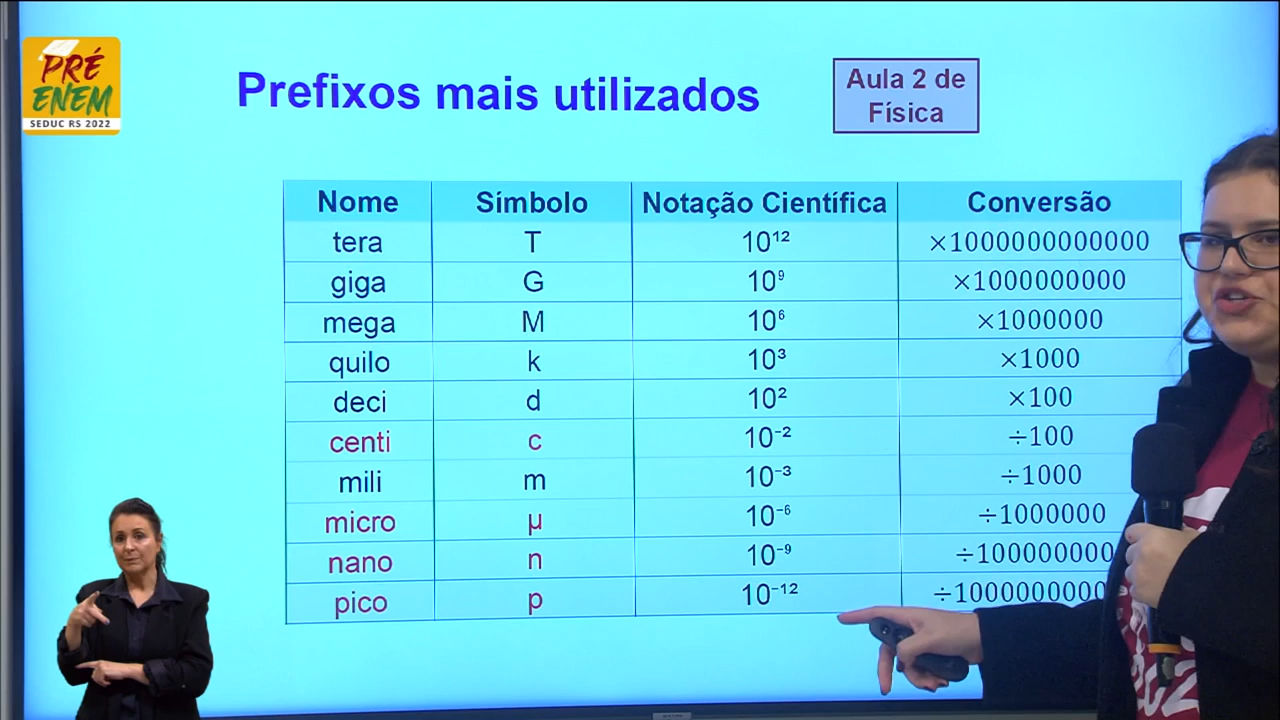 PRÉ
ENEM
SEDUC RS 2022
Prefixos mais utilizados
Aula 2 de
Física
Nome Símbolo Notação Científica Conversão
tera T 10¹² ×1000000000000
giga G 10⁹ ×1000000000
mega M 10⁶ ×1000000
quilo k 10³ ×1000
deci d 10² ×100
centi c 10⁻² ÷100
mili m 10⁻³ ÷1000
micro µ 10⁻⁶ ÷1000000
nano n 10⁻⁹ ÷100000000
pico p 10⁻¹² ÷1000000000